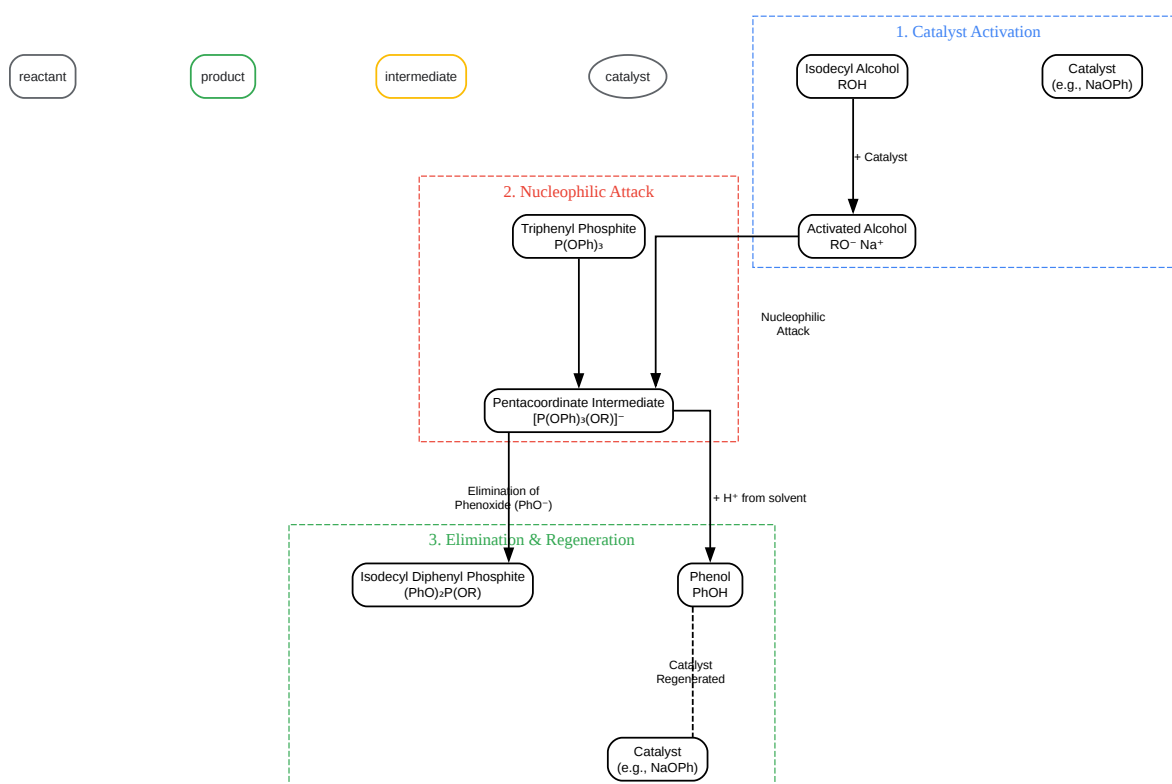 1. Catalyst Activation
reactant
product
intermediate
catalyst
Isodecyl Alcohol
ROH
Catalyst
(e.g., NaOPh)
+ Catalyst
2. Nucleophilic Attack
Triphenyl Phosphite
P(OPh)₃
Activated Alcohol
RO⁻ Na⁺
Nucleophilic
Attack
Pentacoordinate Intermediate
[P(OPh)₃(OR)]⁻
Elimination of
Phenoxide (PhO⁻)
+ H⁺ from solvent
3. Elimination & Regeneration
Isodecyl Diphenyl Phosphite
(PhO)₂P(OR)
Phenol
PhOH
Catalyst
Regenerated
Catalyst
(e.g., NaOPh)